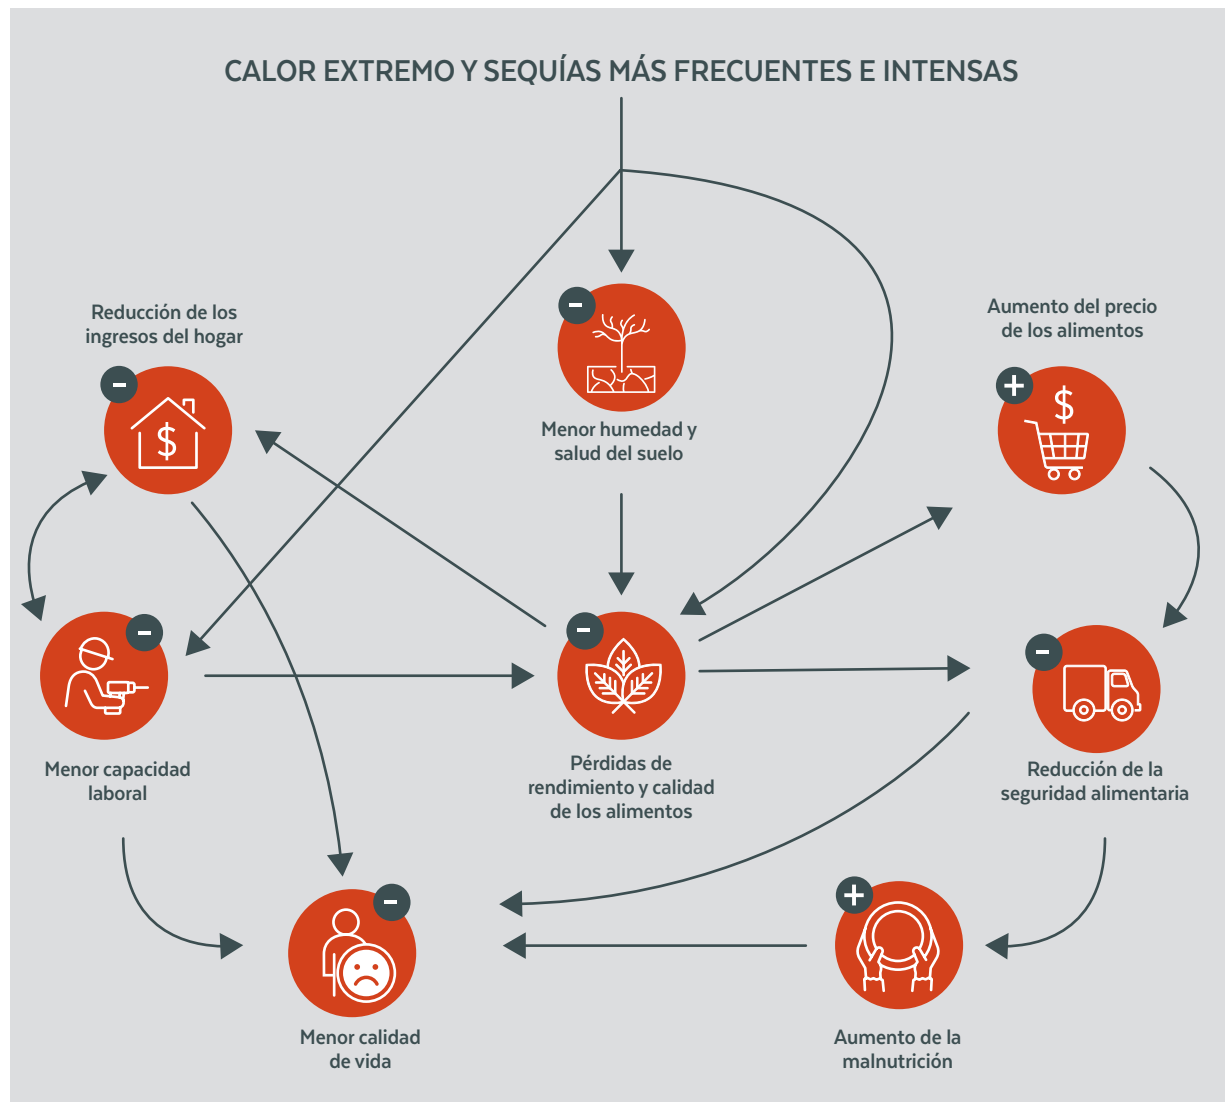 CALOR EXTREMO Y SEQUÍAS MÁS FRECUENTES E INTENSAS
Reducción de los
ingresos del hogar
-
$
-
Menor humedad y
salud del suelo
Aumento del precio
de los alimentos
+
$
-
Menor capacidad
laboral
-
Pérdidas de
rendimiento y calidad
de los alimentos
-
Reducción de la
seguridad alimentaria
-
Menor calidad
de vida
+
Aumento de la
malnutrición